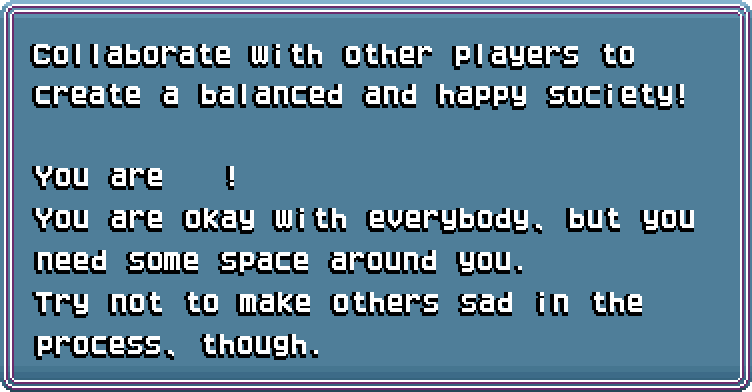 Collaborate with other players to
create a balanced and happy society!
You are !
You are okay with everybody, but you
need some space around you.
Try not to make others sad in the
process, though.